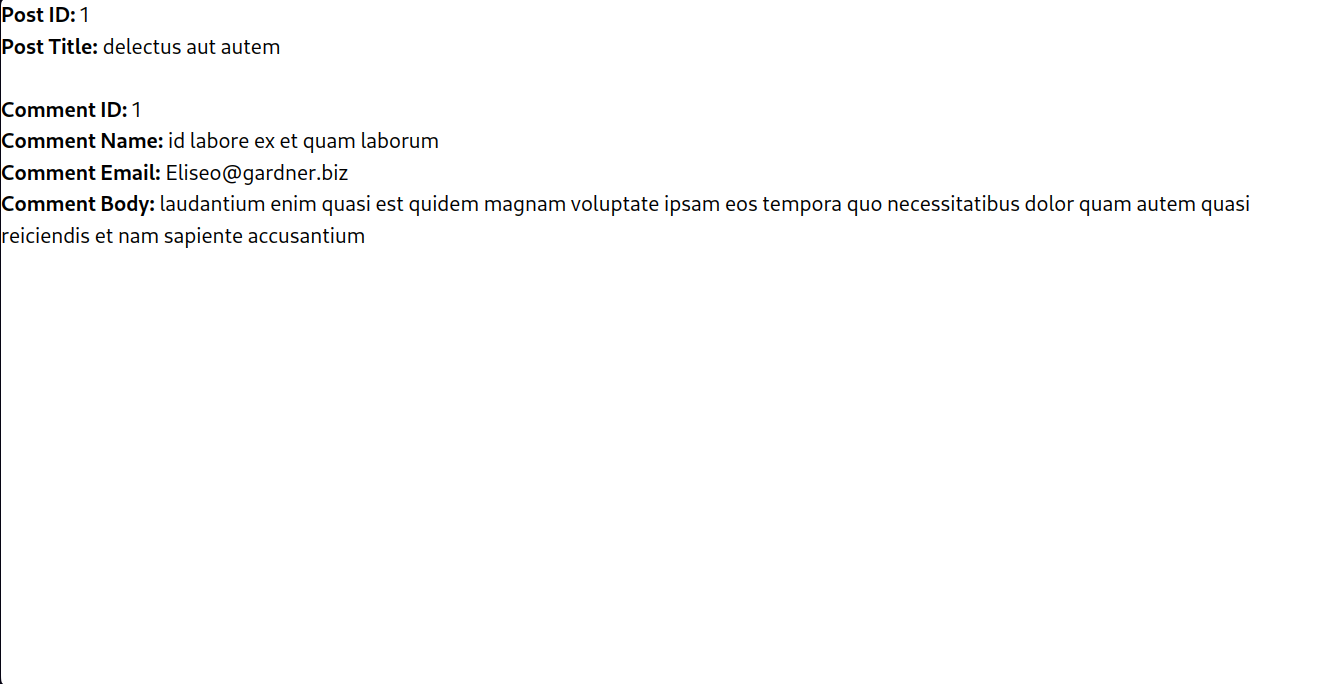 Post ID: 1
Post Title: delectus aut autem
Comment ID: 1
Comment Name: id labore ex et quam laborum
Comment Email: Eliseo@gardner.biz
Comment Body: laudantium enim quasi est quidem magnam voluptate ipsam eos tempora quo necessitatibus dolor quam autem quasi
reiciendis et nam sapiente accusantium